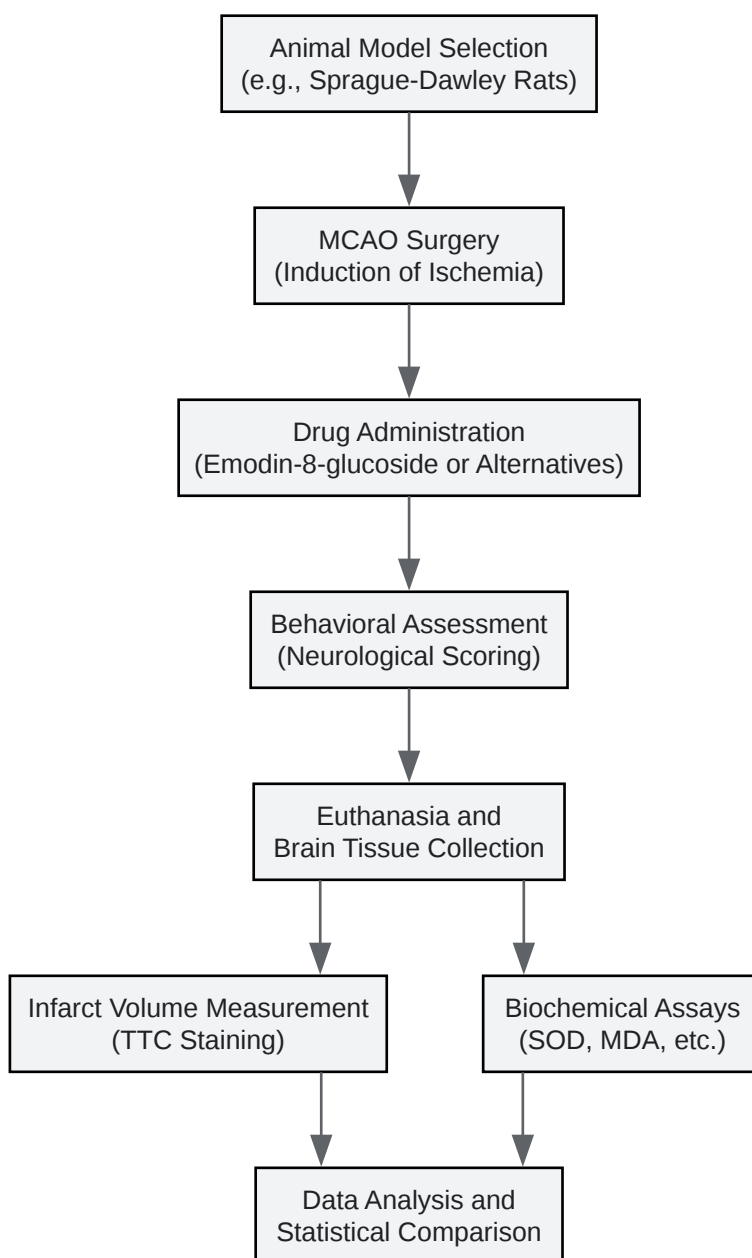 Animal Model Selection
(e.g., Sprague-Dawley Rats)
MCAO Surgery
(Induction of Ischemia)
Drug Administration
(Emodin-8-glucoside or Alternatives)
Behavioral Assessment
(Neurological Scoring)
Euthanasia and
Brain Tissue Collection
Infarct Volume Measurement
(TTC Staining)
Biochemical Assays
(SOD, MDA, etc.)
Data Analysis and
Statistical Comparison